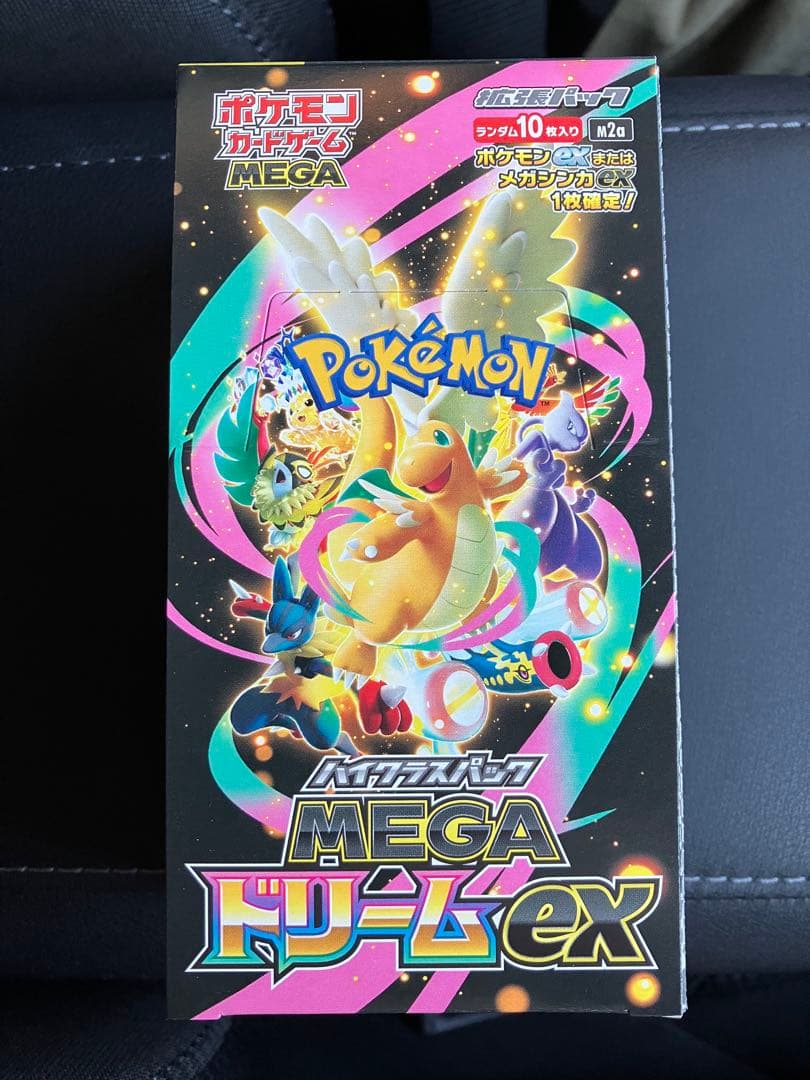 ポケモン
カードゲーム™
MEGA
拡張パック
ランダム10枚入り M2a
ポケモンexまたは
メガシンカex
1枚確定!
POKéMON™
ハイクラスパック
MEGA
ドリームex